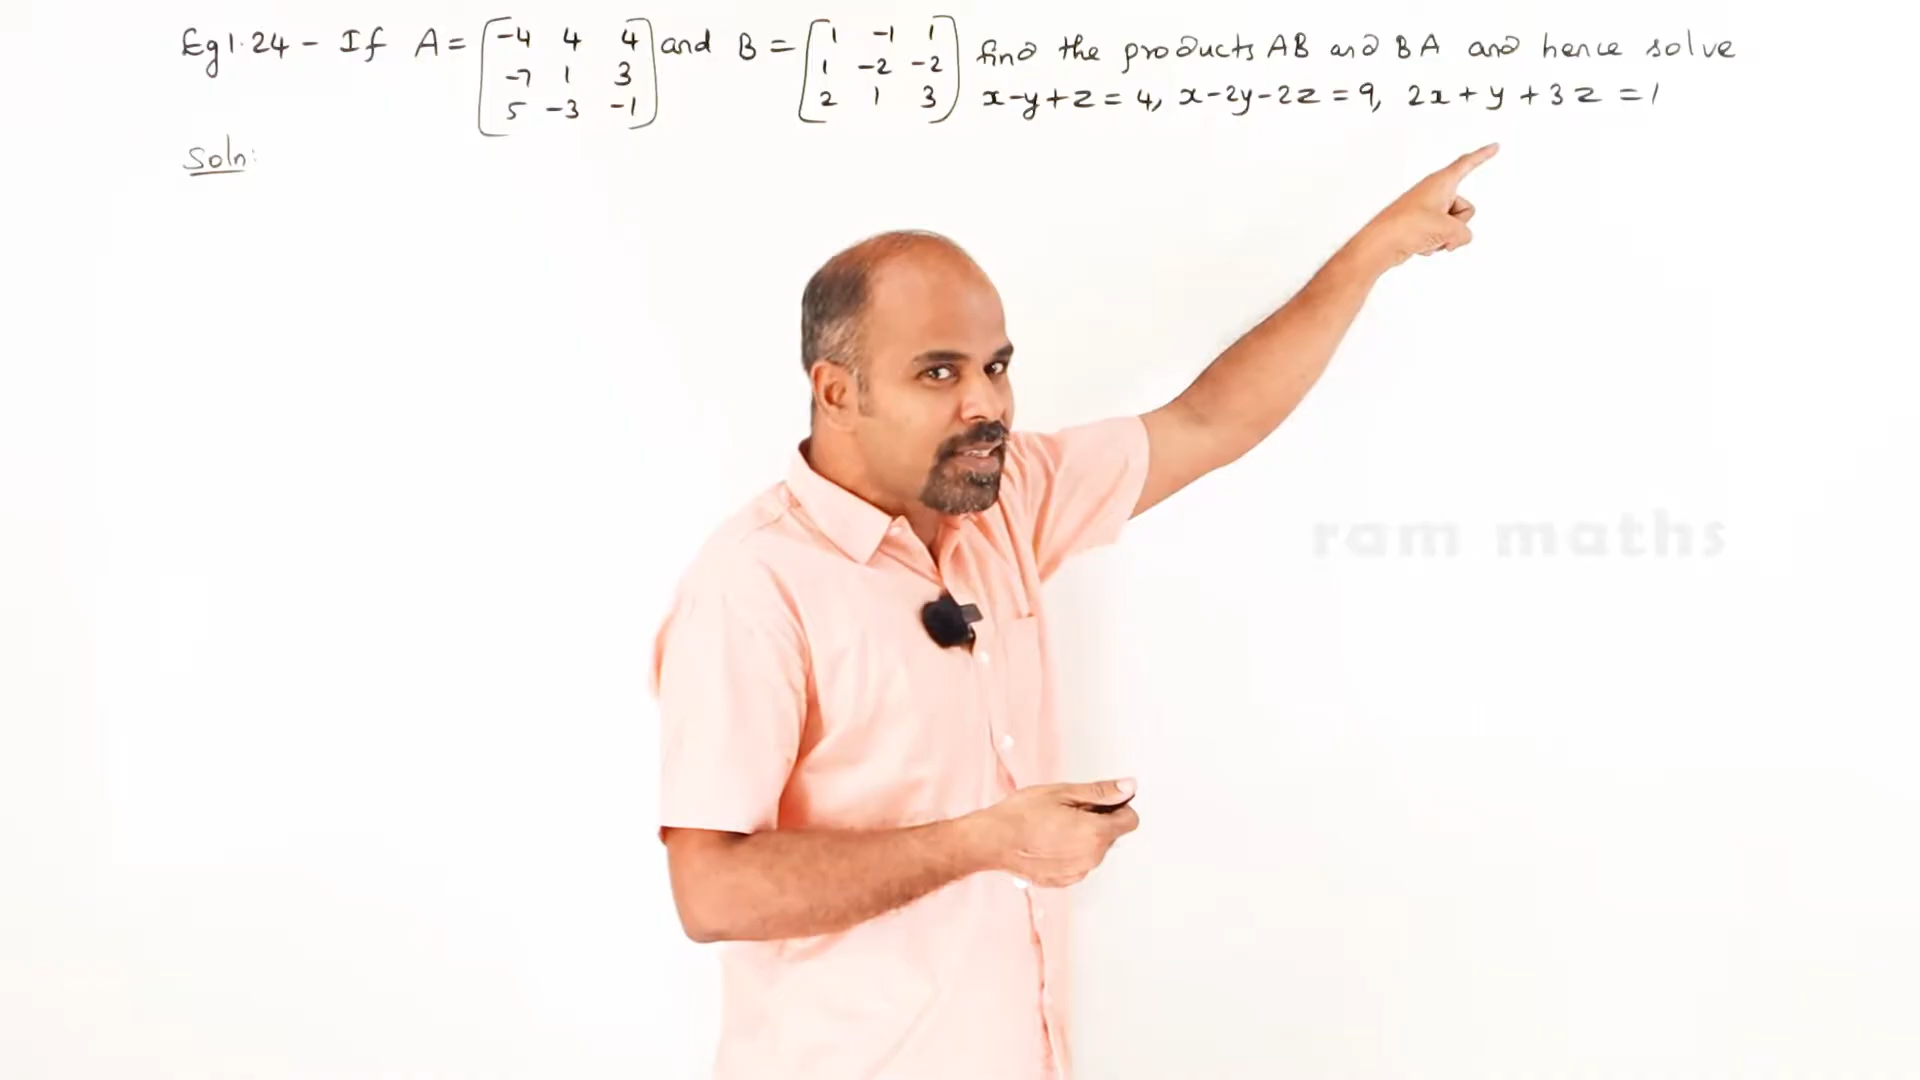 Eg 1.24 - If A = [-4 4 4 and B = [1 -1 1 find the products AB and BA and hence solve
-7 1 3 1 -2 -2
5 -3 -1] 2 1 3] x-y+z = 4, x-2y-2z = 9, 2x + y + 3z = 1
Soln:
ram maths